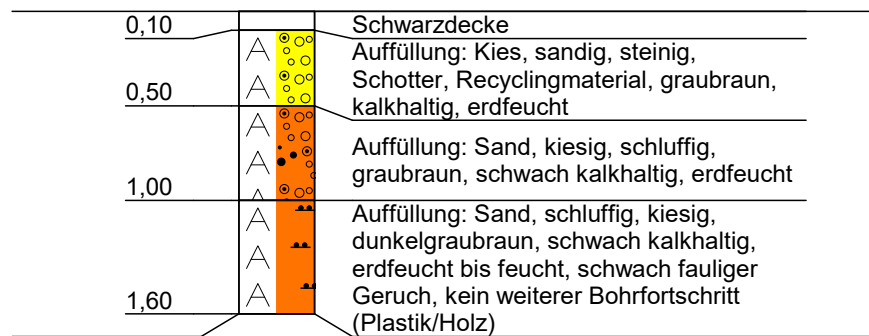 0,10
Schwarzdecke
Auffüllung: Kies, sandig, steinig,
Schotter, Recyclingmaterial, graubraun,
kalkhaltig, erdfeucht
0,50
Auffüllung: Sand, kiesig, schluffig,
graubraun, schwach kalkhaltig, erdfeucht
1,00
Auffüllung: Sand, schluffig, kiesig,
dunkelgraubraun, schwach kalkhaltig,
erdfeucht bis feucht, schwach fauliger
Geruch, kein weiterer Bohrfortschritt
(Plastik/Holz)
1,60
A
A
A
A
A
A
A
A